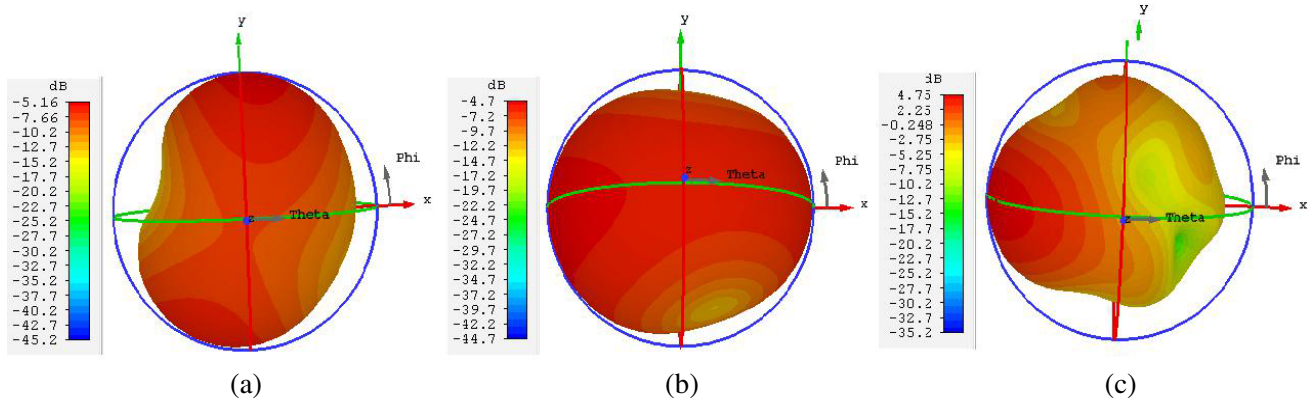 y
dB
-5.16
-7.66
-10.2
-12.7
-15.2
-17.7
-20.2
-22.7
-25.2
-27.7
-30.2
-32.7
-35.2
-37.7
-40.2
-42.7
-45.2
Phi
x
z
Theta
(a)
y
dB
-4.7
-7.2
-9.7
-12.2
-14.7
-17.2
-19.7
-22.2
-24.7
-27.2
-29.7
-32.2
-34.7
-37.2
-39.7
-42.2
-44.7
Phi
x
z
Theta
(b)
y
dB
4.75
2.25
-0.248
-2.75
-5.25
-7.75
-10.2
-12.7
-15.2
-17.7
-20.2
-22.7
-25.2
-27.7
-30.2
-32.7
-35.2
Phi
x
z
Theta
(c)